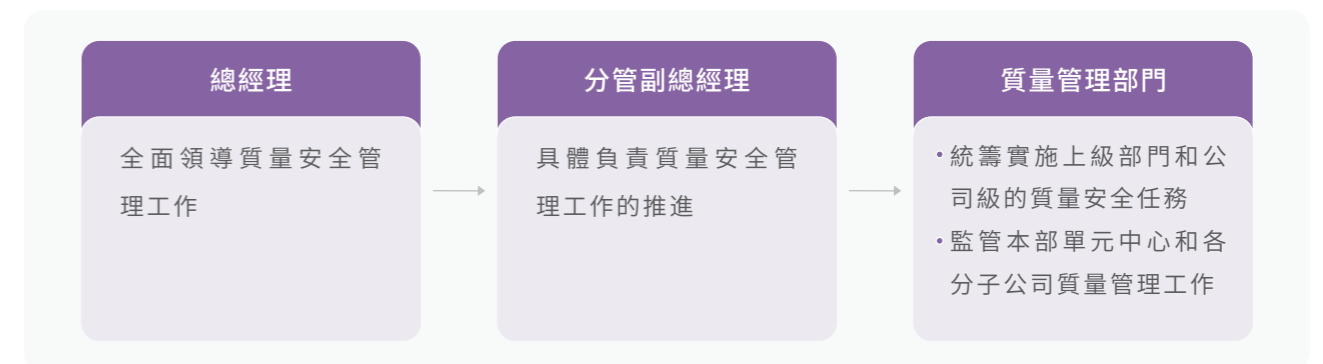 總經理
全面領導質量安全管
理工作
分管副總經理
具體負責質量安全管
理工作的推進
質量管理部門
•統籌實施上級部門和公
司級的質量安全任務
•監管本部單元中心和各
分子公司質量管理工作